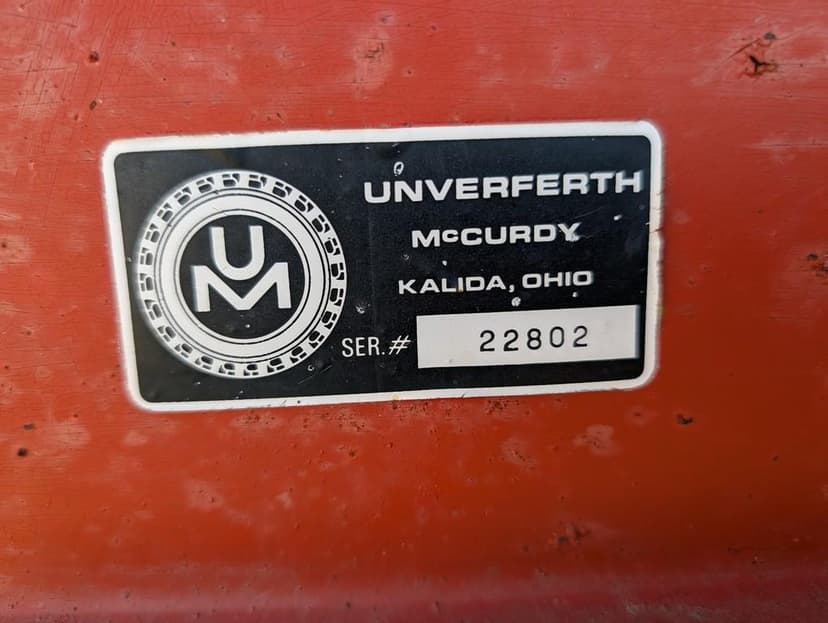 UM
UNVERFERTH
McCURDY
KALIDA, OHIO
SER.# 22802